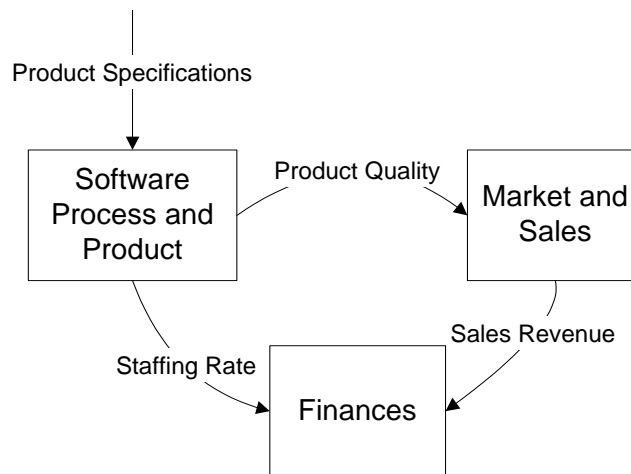 Product Specifications
Software
Process and
Product
Product Quality
Market and
Sales
Staffing Rate
Sales Revenue
Finances